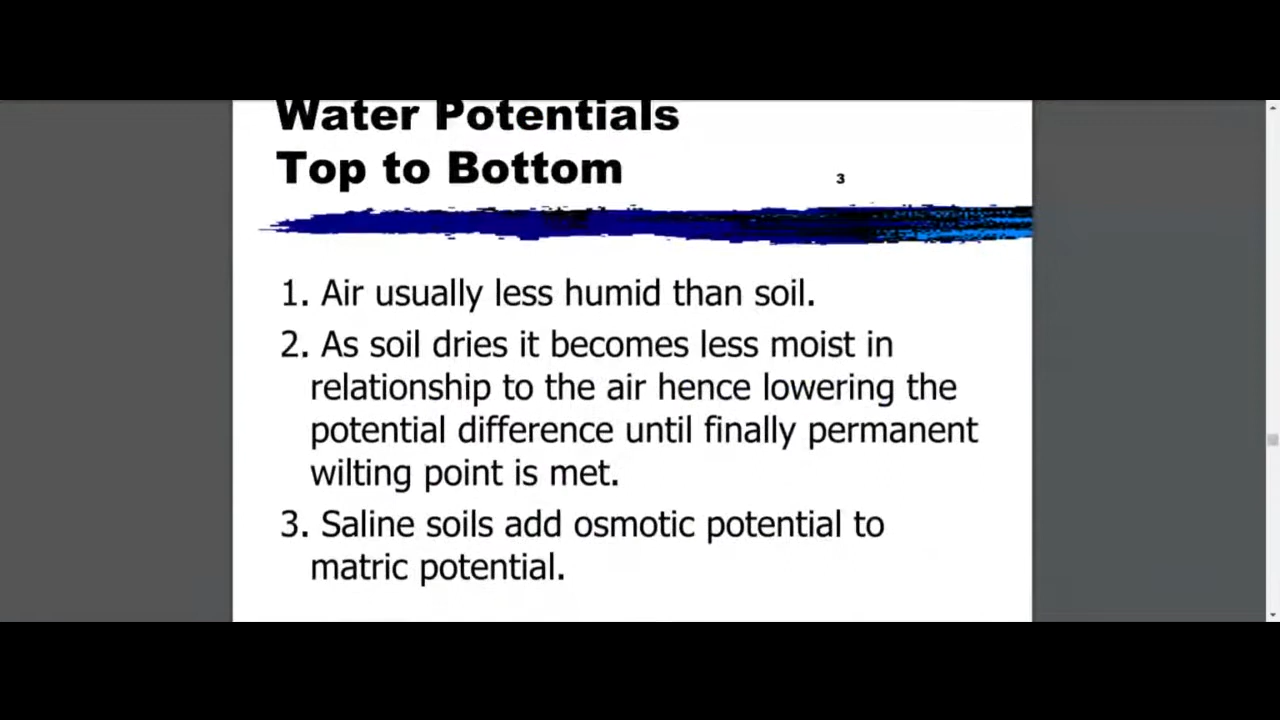 Water Potentials
Top to Bottom
3
1. Air usually less humid than soil.
2. As soil dries it becomes less moist in
relationship to the air hence lowering the
potential difference until finally permanent
wilting point is met.
3. Saline soils add osmotic potential to
matric potential.